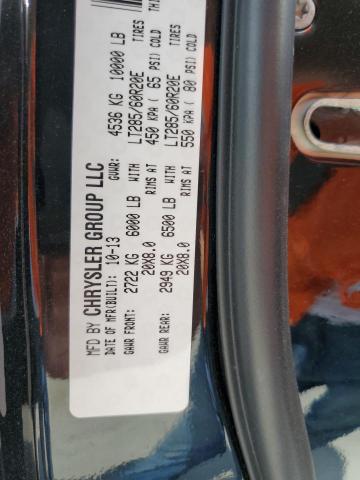 MFD BY CHRYSLER GROUP LLC
DATE OF MFR(BUILT): 10-13 GVWR: 4536 KG 10000 LB
GAWR FRONT: 2722 KG 6000 LB WITH LT285/60R20E TIRES
20X8.0 RIMS AT 450 KPA ( 65 PSI) COLD
GAWR REAR: 2949 KG 6500 LB WITH LT285/60R20E TIRES
20X8.0 RIMS AT 550 KPA ( 80 PSI) COLD